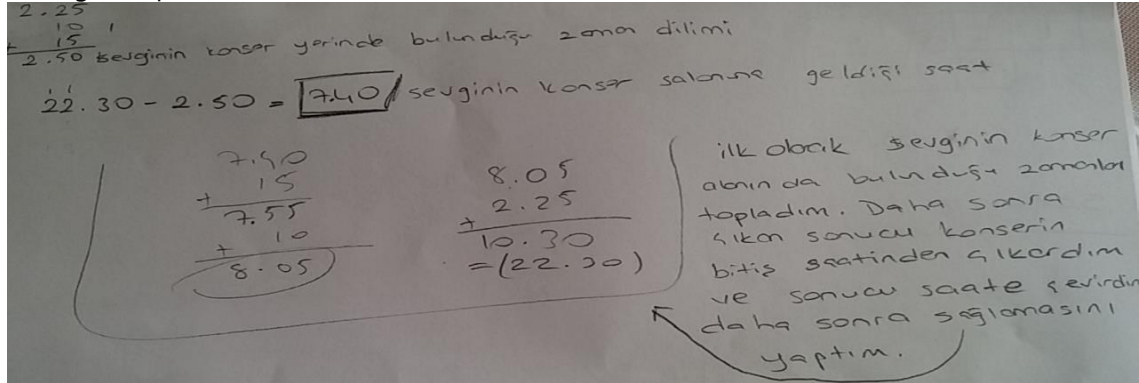 2.25
10
+ 15
2.50 sevginin konser yerinde bulunduğu zaman dilimi
22.30 - 2.50 = 7.40 sevginin konser salonuna geldiği saat
7.40
+ 15
7.55
+ 10
8.05
8.05
+ 2.25
10.30
=(22.30)
ilk olarak sevginin konser
alanında bulunduğu zamanları
topladım. Daha sonra
çıkan sonucu konserin
bitiş saatinden çıkardım
ve sonucu saate çevirdim
daha sonra sağlamasını
yaptım.